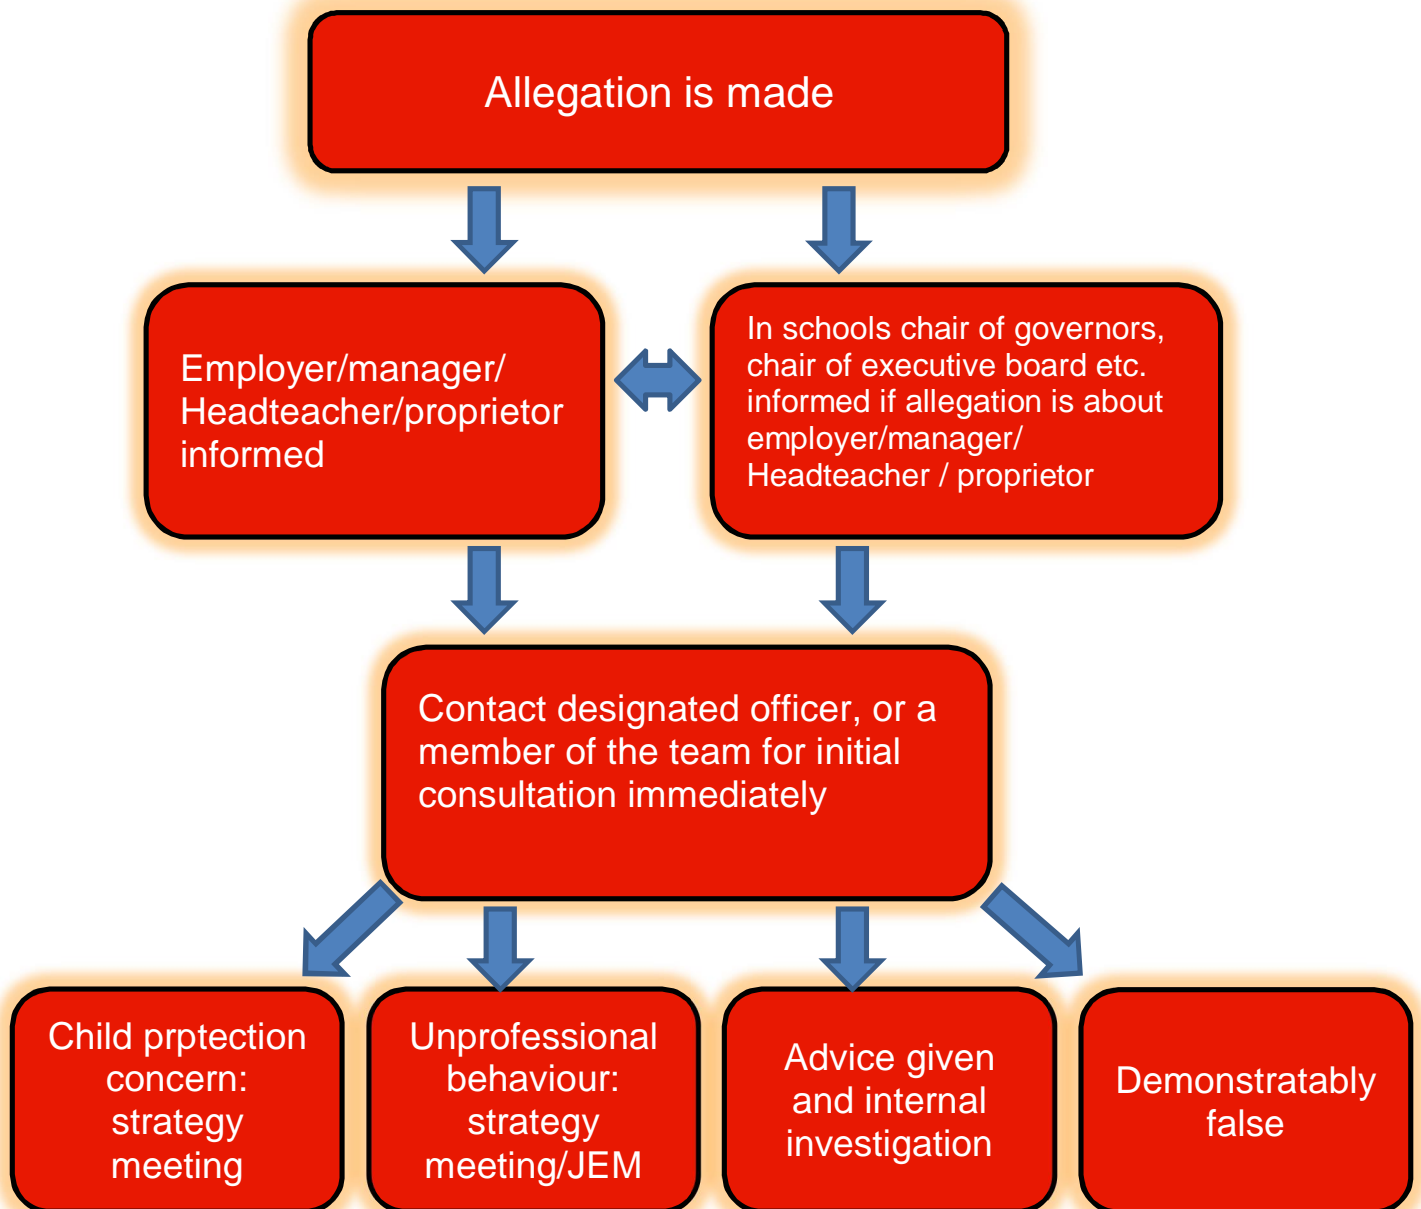 Allegation is made
Employer/manager/
Headteacher/proprietor
informed
In schools chair of governors,
chair of executive board etc.
informed if allegation is about
employer/manager/
Headteacher / proprietor
Contact designated officer, or a
member of the team for initial
consultation immediately
Child prptection
concern:
strategy
meeting
Unprofessional
behaviour:
strategy
meeting/JEM
Advice given
and internal
investigation
Demonstratably
false